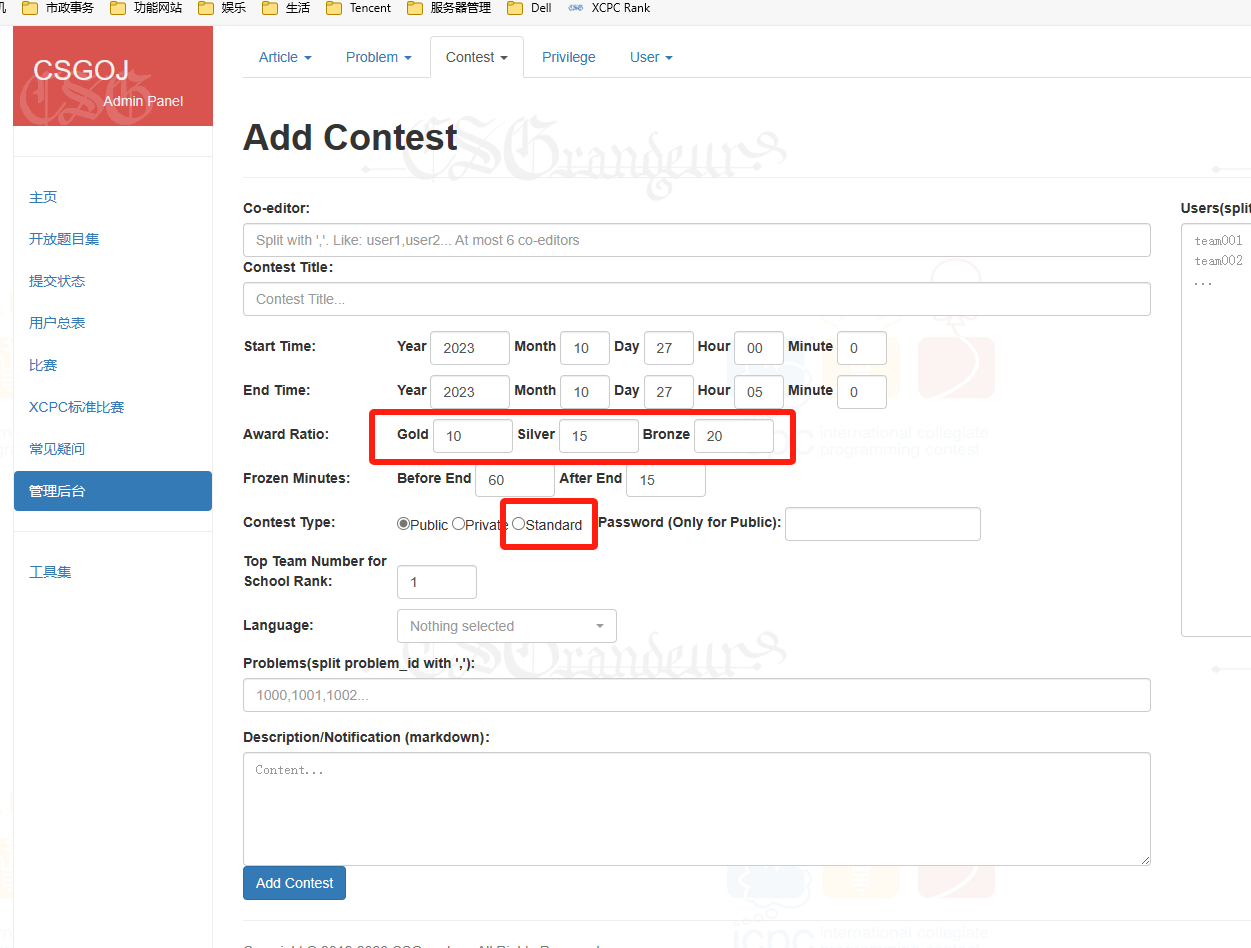 市政事务 功能网站 娱乐 生活 Tencent 服务器管理 Dell XCPC Rank
CSGOJ
CSG
Admin Panel
Article Problem Contest Privilege User
Add Contest
CSGrandeur
主页
开放题目集
提交状态
用户总表
比赛
XCPC标准比赛
常见疑问
管理后台
工具集
Co-editor:
Split with ','. Like: user1,user2... At most 6 co-editors
Contest Title:
Contest Title...
Start Time: Year 2023 Month 10 Day 27 Hour 00 Minute 0
End Time: Year 2023 Month 10 Day 27 Hour 05 Minute 0
Award Ratio: Gold 10 Silver 15 Bronze 20
international collegiate
programming contest
Frozen Minutes: Before End 60 After End 15
Contest Type: Public Private Standard Password (Only for Public):
Top Team Number for
School Rank: 1
Language: Nothing selected
CSGrandeur
Problems(split problem_id with ','):
1000,1001,1002...
Description/Notification (markdown):
Content...
Add Contest
icpc international collegiate
programming contest
Users(split
team001
team002
...